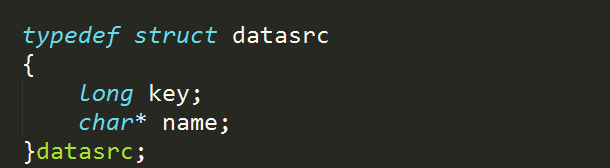 typedef struct datasrc
{
    long key;
    char* name;
}datasrc;